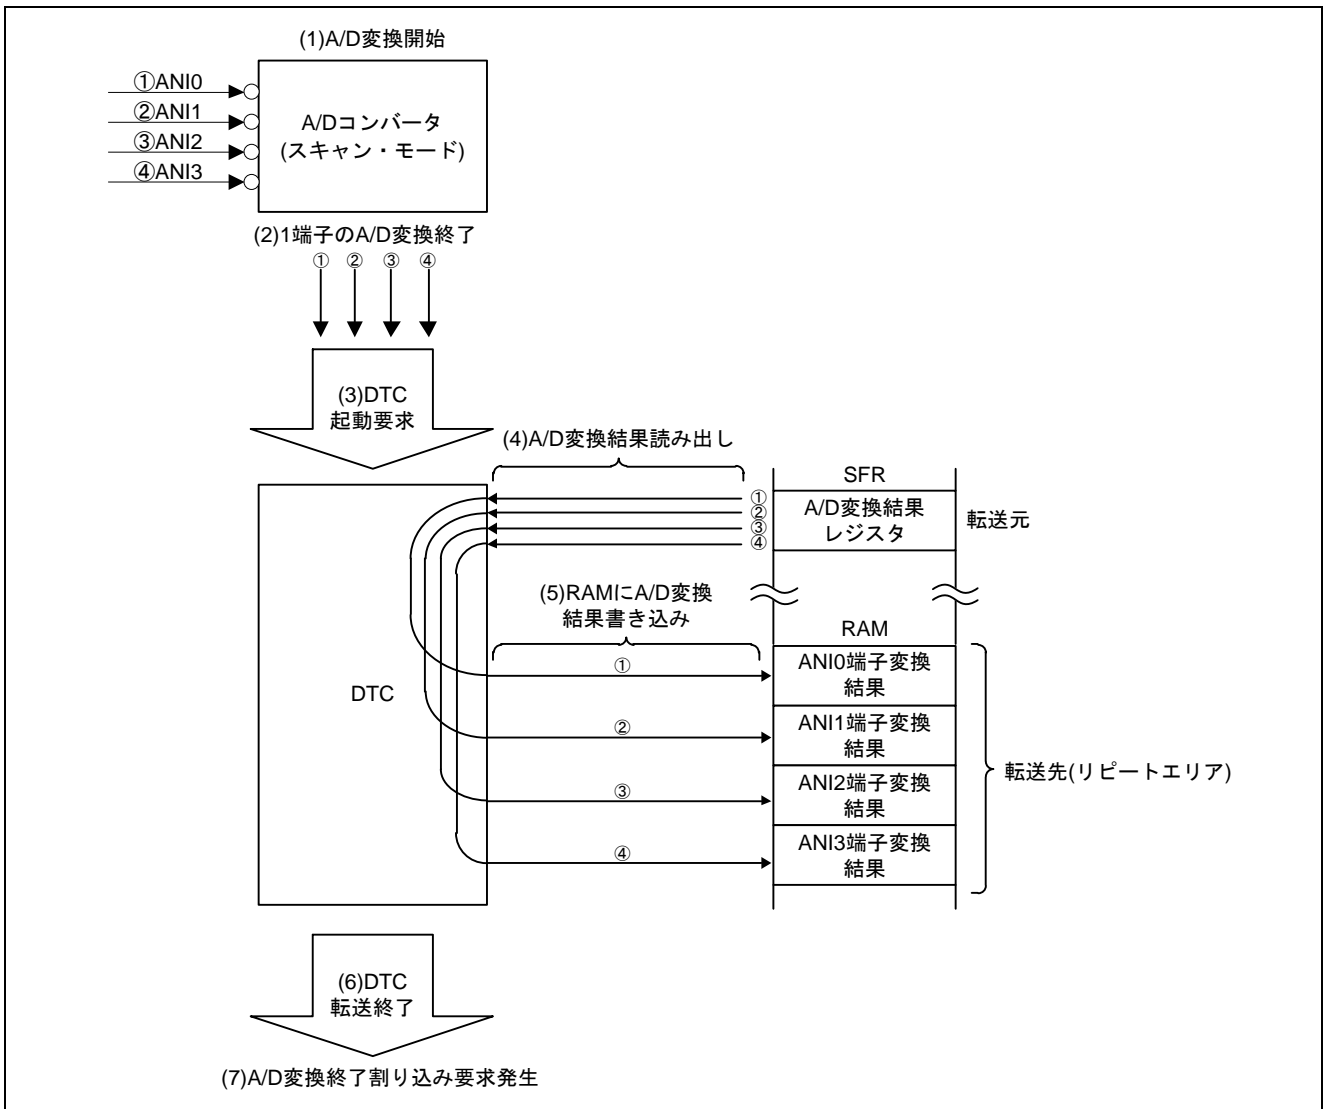 (1)A/D変換開始
①ANI0
②ANI1
③ANI2
④ANI3
A/Dコンバータ
(スキャン・モード)
(2)1端子のA/D変換終了
① ② ③ ④
(3)DTC
起動要求
(4)A/D変換結果読み出し
SFR
①
②
③
④
A/D変換結果
レジスタ
転送元
(5)RAMにA/D変換
結果書き込み
RAM
DTC
①
ANI0端子変換
結果
②
ANI1端子変換
結果
③
ANI2端子変換
結果
④
ANI3端子変換
結果
転送先(リピートエリア)
(6)DTC
転送終了
(7)A/D変換終了割り込み要求発生